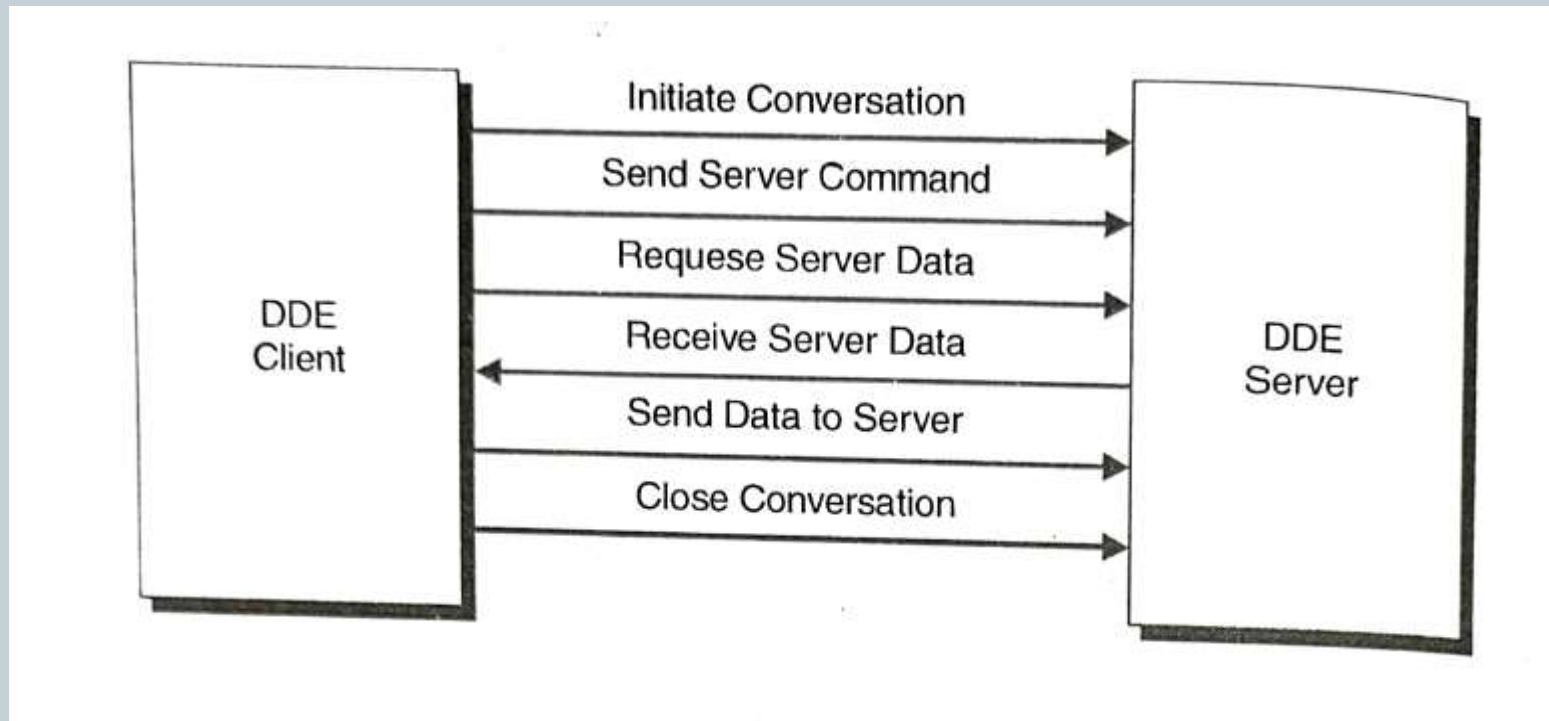 Initiate Conversation
Send Server Command
Requese Server Data
DDE
Client
Receive Server Data
DDE
Server
Send Data to Server
Close Conversation